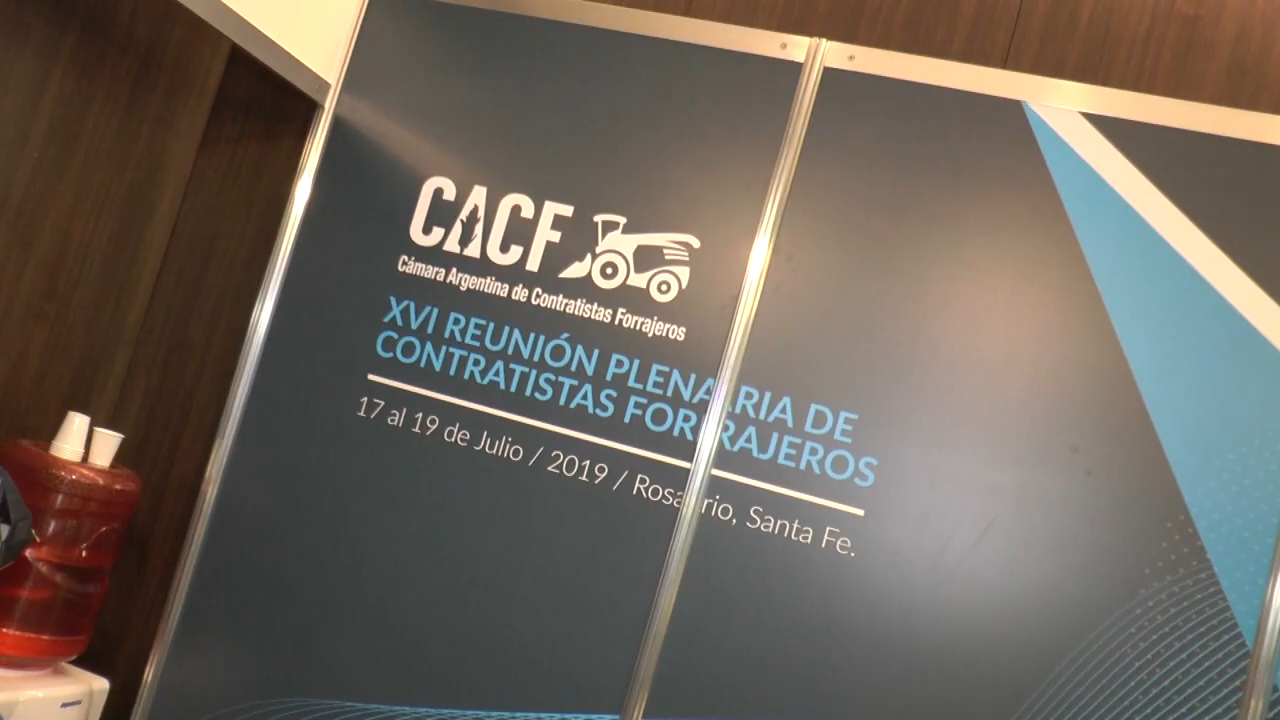 CACF
Cámara Argentina de Contratistas Forrajeros
XVI REUNIÓN PLENARIA DE
CONTRATISTAS FORRAJEROS
17 al 19 de Julio / 2019 / Rosario, Santa Fe.